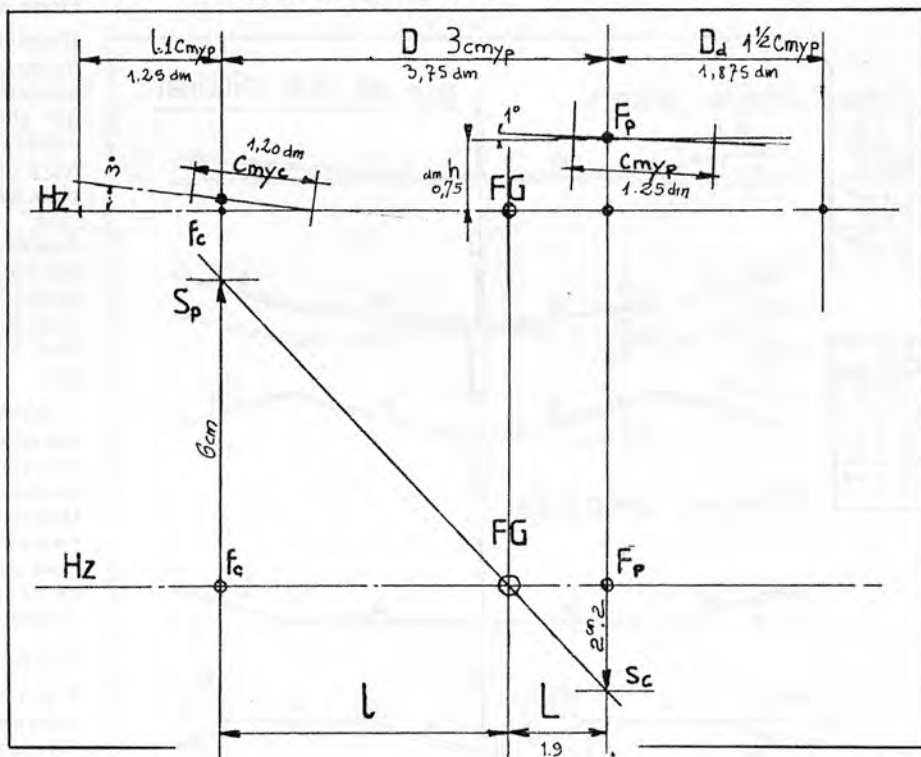 l.1Cmyp
D 3cmyp
Dd 1½Cmyp
1.25 dm
3,75 dm
1,875 dm
1°
Fp
1,20 dm
Cmyc
3°
dm h
0,75
Cmyp
1.25 dm
Hz
FG
fc
Sp
6cm
FG
Hz
fc
Fp
Sc
l
L
1.9